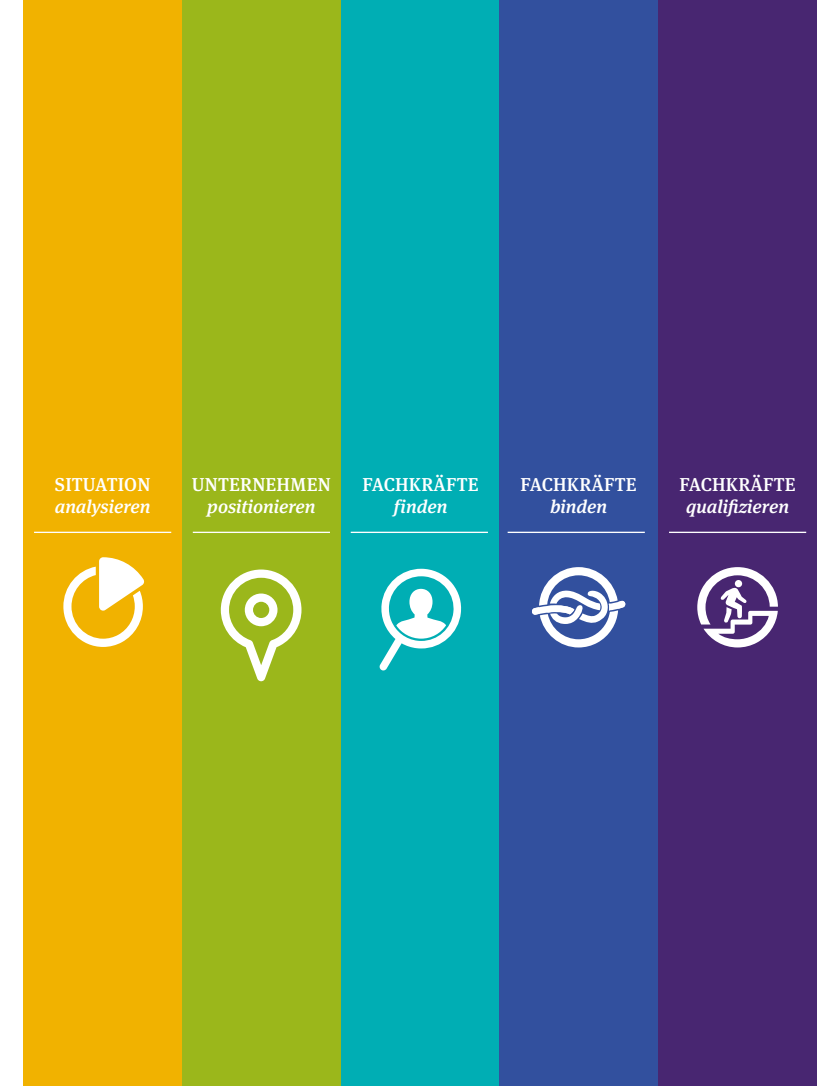 SITUATION
analysieren
UNTERNEHMEN
positionieren
FACHKRÄFTE
finden
FACHKRÄFTE
binden
FACHKRÄFTE
qualifizieren